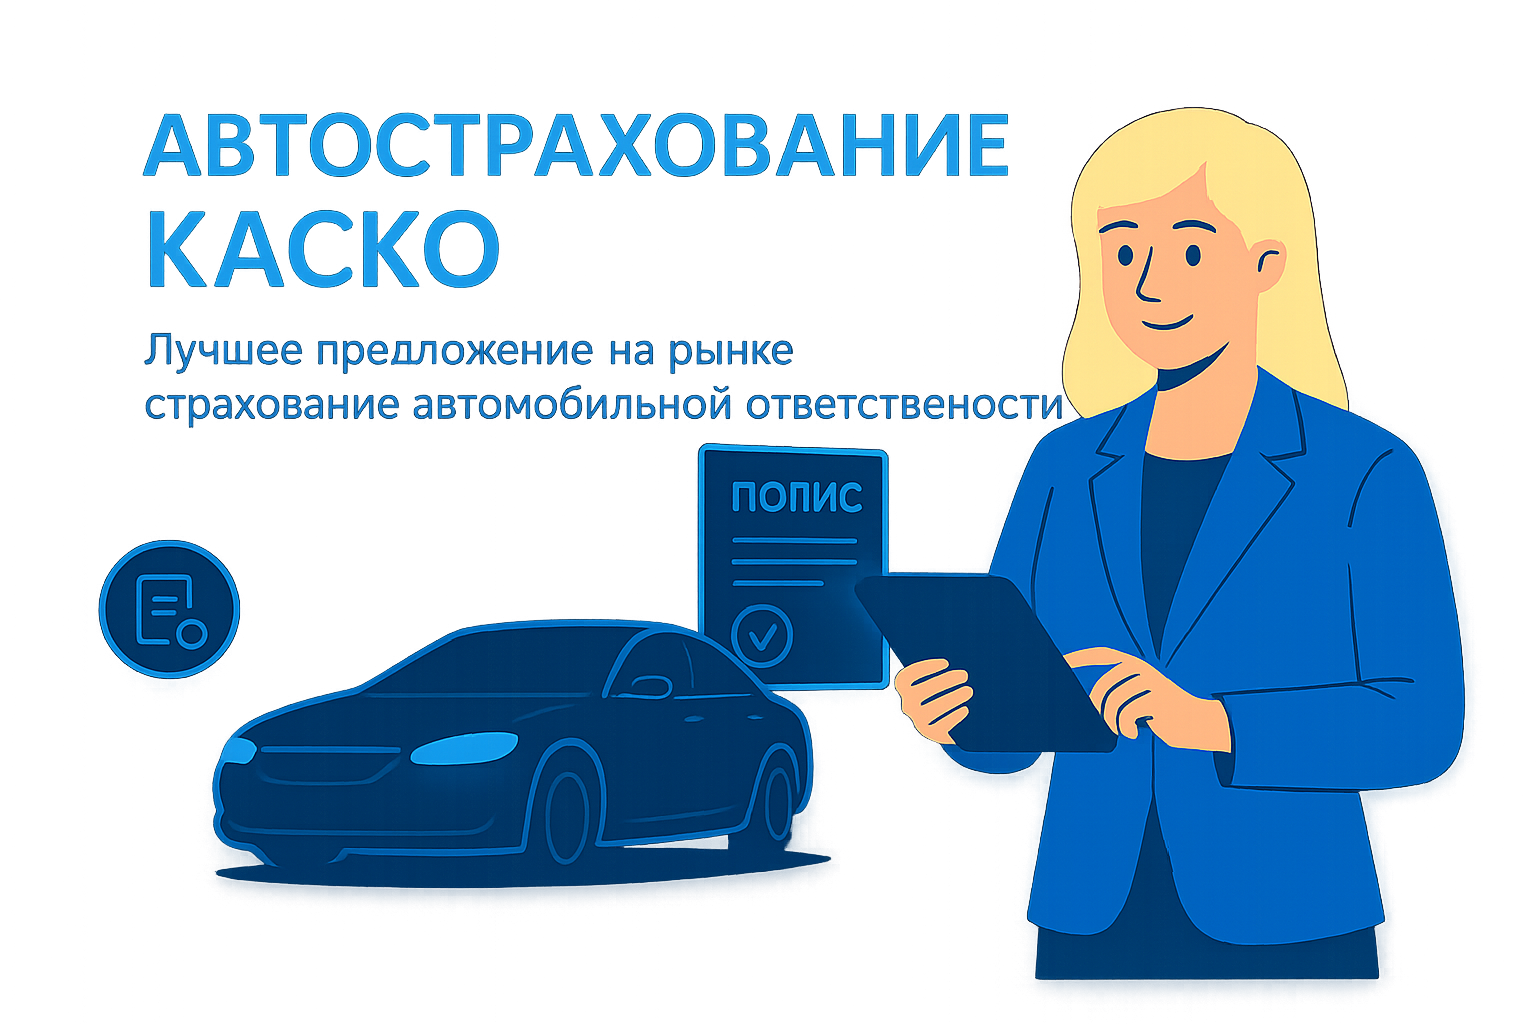 АВТОСТРАХОВАНИЕ
КАСКО
Лучшее предложение на рынке
страхование автомобильной ответствености
ПОПИС